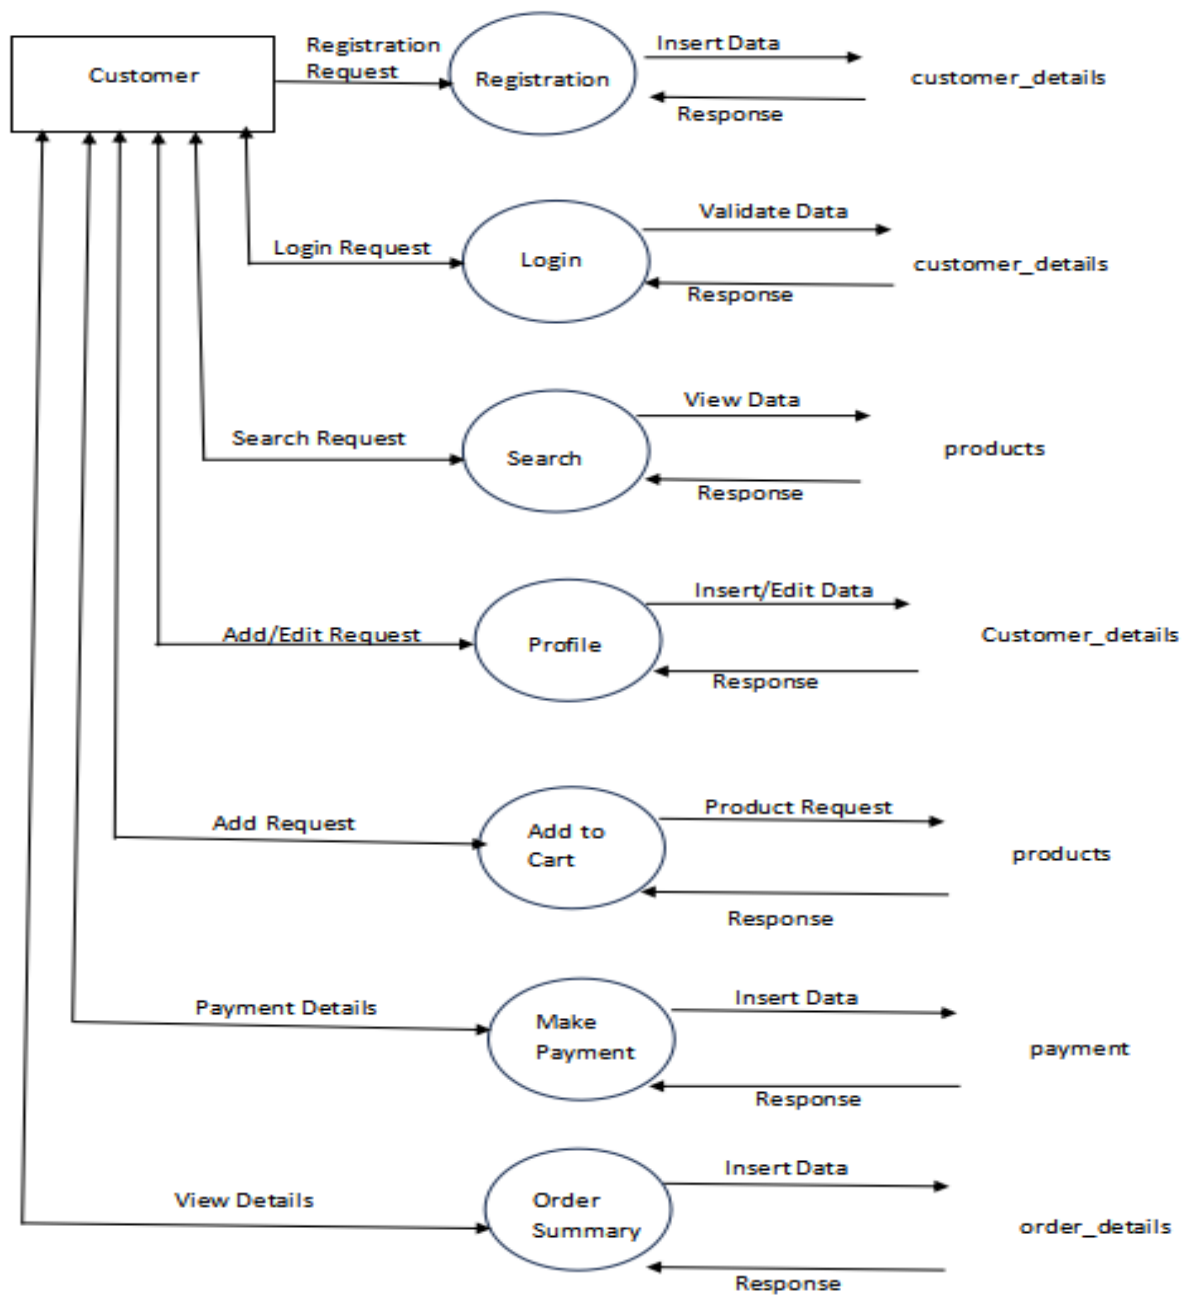 Customer
Registration
Request
Registration
Insert Data
Response
customer_details
Login Request
Login
Validate Data
Response
customer_details
Search Request
Search
View Data
Response
products
Add/Edit Request
Profile
Insert/Edit Data
Response
Customer_details
Add Request
Add to
Cart
Product Request
Response
products
Payment Details
Make
Payment
Insert Data
Response
payment
View Details
Order
Summary
Insert Data
Response
order_details